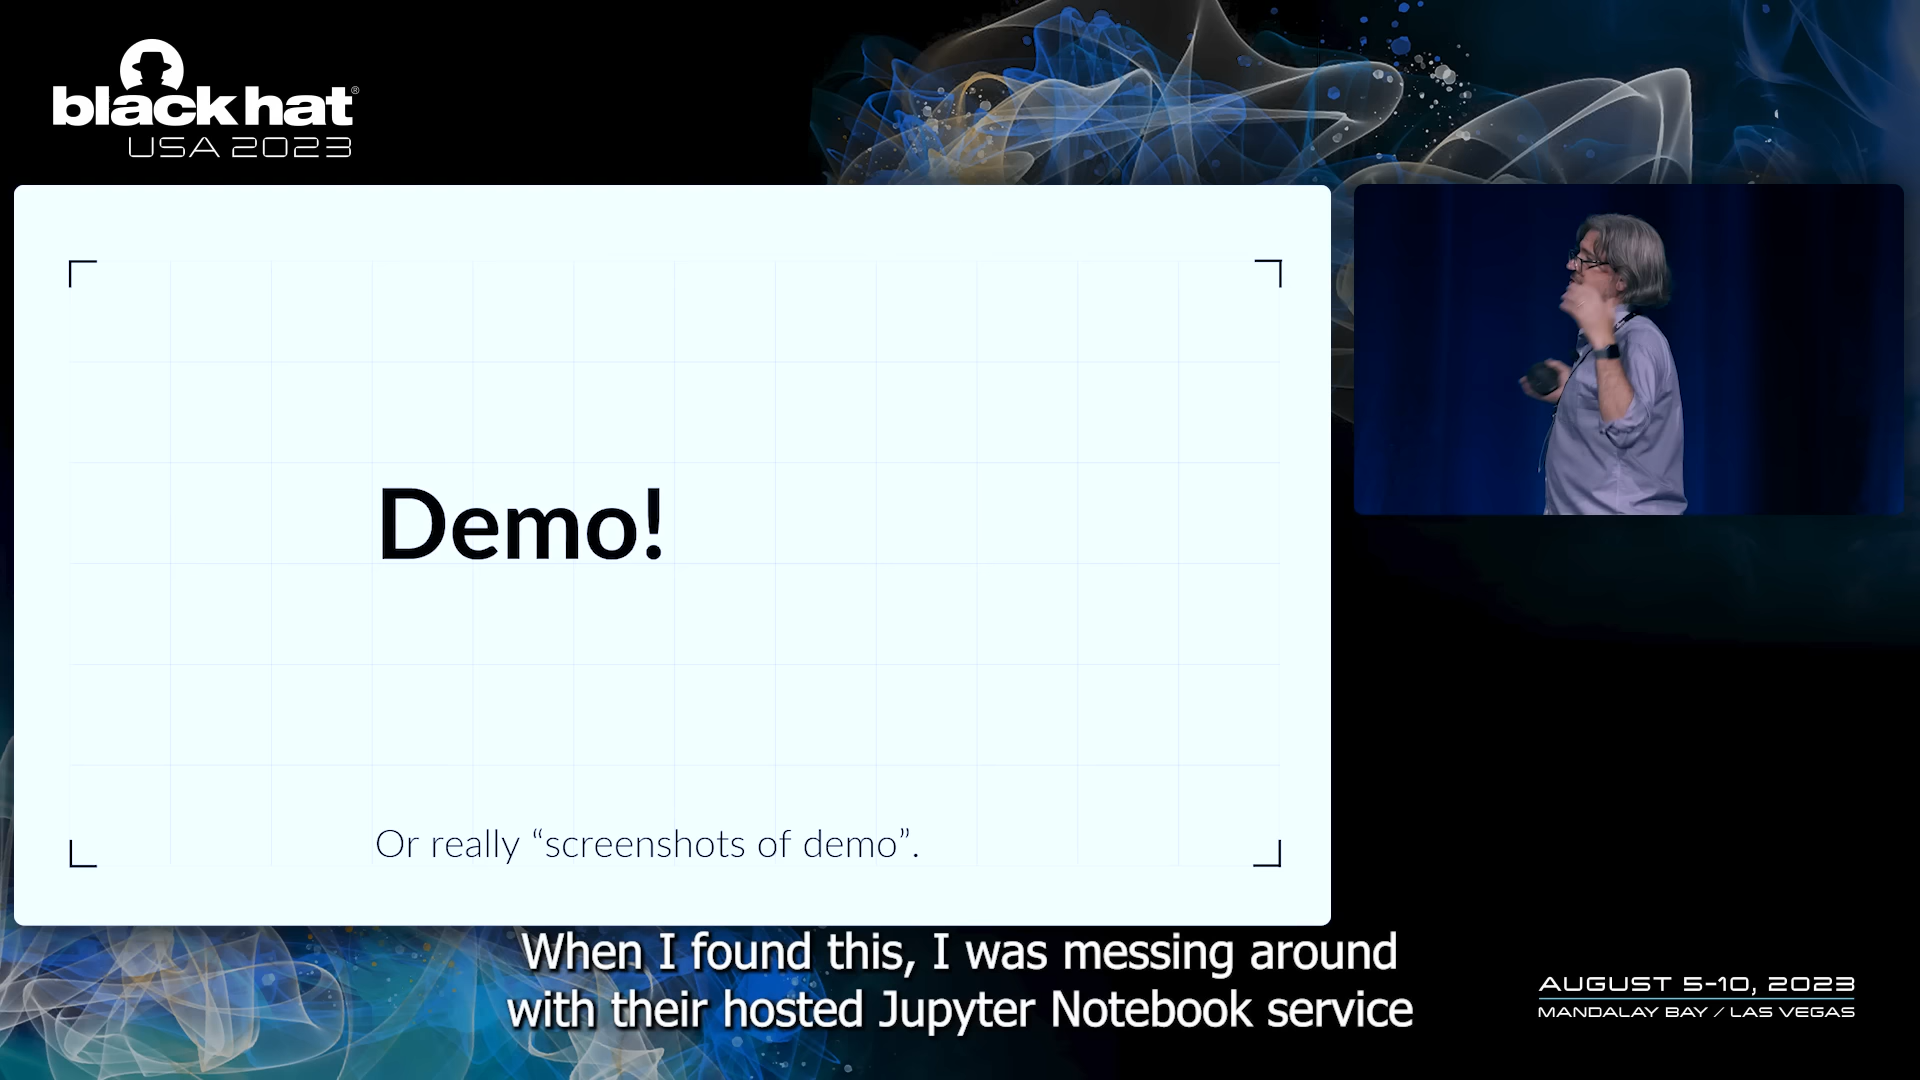 black hat®
USA 2023
Demo!
Or really “screenshots of demo”.
When I found this, I was messing around
with their hosted Jupyter Notebook service
AUGUST 5-10, 2023
MANDALAY BAY / LAS VEGAS